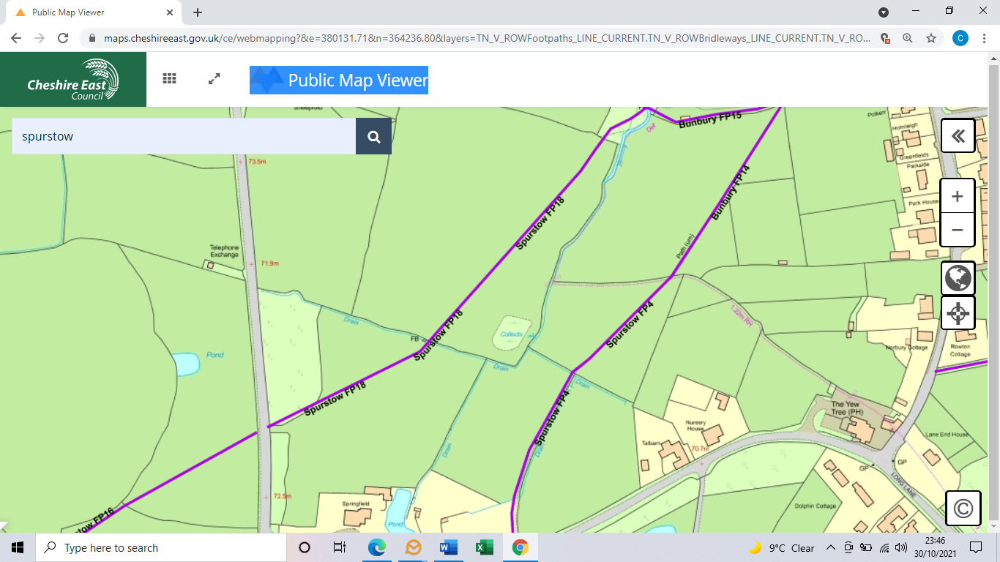 Public Map Viewer
maps.cheshireeast.gov.uk/ce/webmapping?&e=380131.71&n=364236.80&layers=TN_V_ROWFootpaths_LINE_CURRENT.TN_V_ROWBridleways_LINE_CURRENT.TN_V_RO...
C
Cheshire East
Council
Public Map Viewer
spurstow
Bunbury FP15
Def
Holmleigh
Greenfields
Parkside
73.5m
Bunbury FP14
Park House
Spurstow FP18
Path (um)
Telephone
Exchange
71.9m
Spurstow FP4
1.22m RH
Drain
Spurstow FP18
FB
Collects
Norbury Cottage
Rowton
Cottage
Pond
Drain
Drain
Spurstow FP18
Spurstow FP4
The Yew
Tree (PH)
Nursery
House
Talbarn
70.7m
Lane End House
Drain
Drain
GP
GP
LONG LANE
72.5m
Springfield
Dolphin Cottage
tow FP16
Pond
©
Type here to search
9°C Clear
23:46
30/10/2021